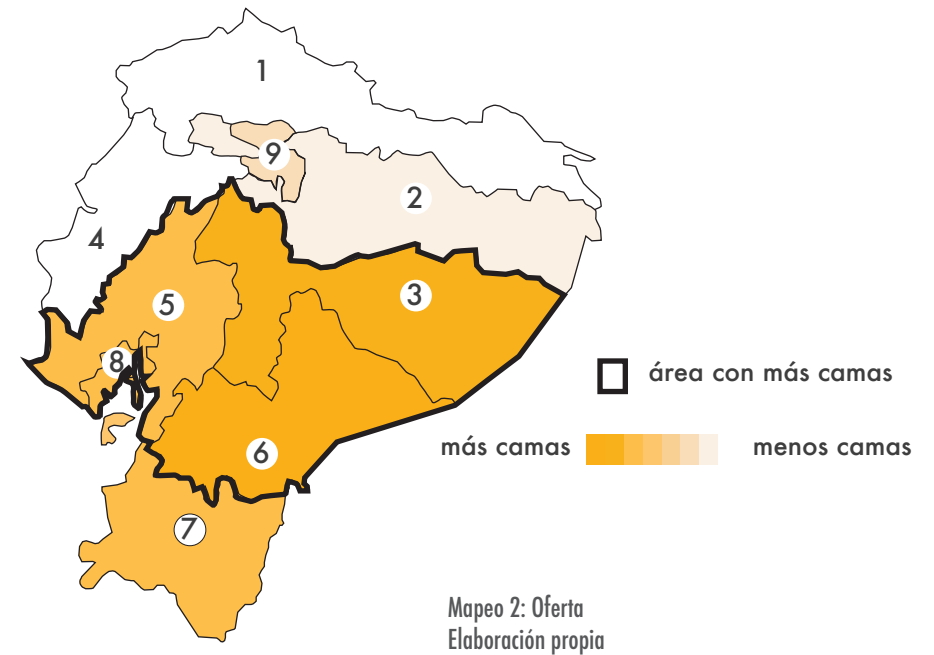 1
9
2
4
3
5
8
6
7
área con más camas
más camas
menos camas
Mapeo 2: Oferta
Elaboración propia